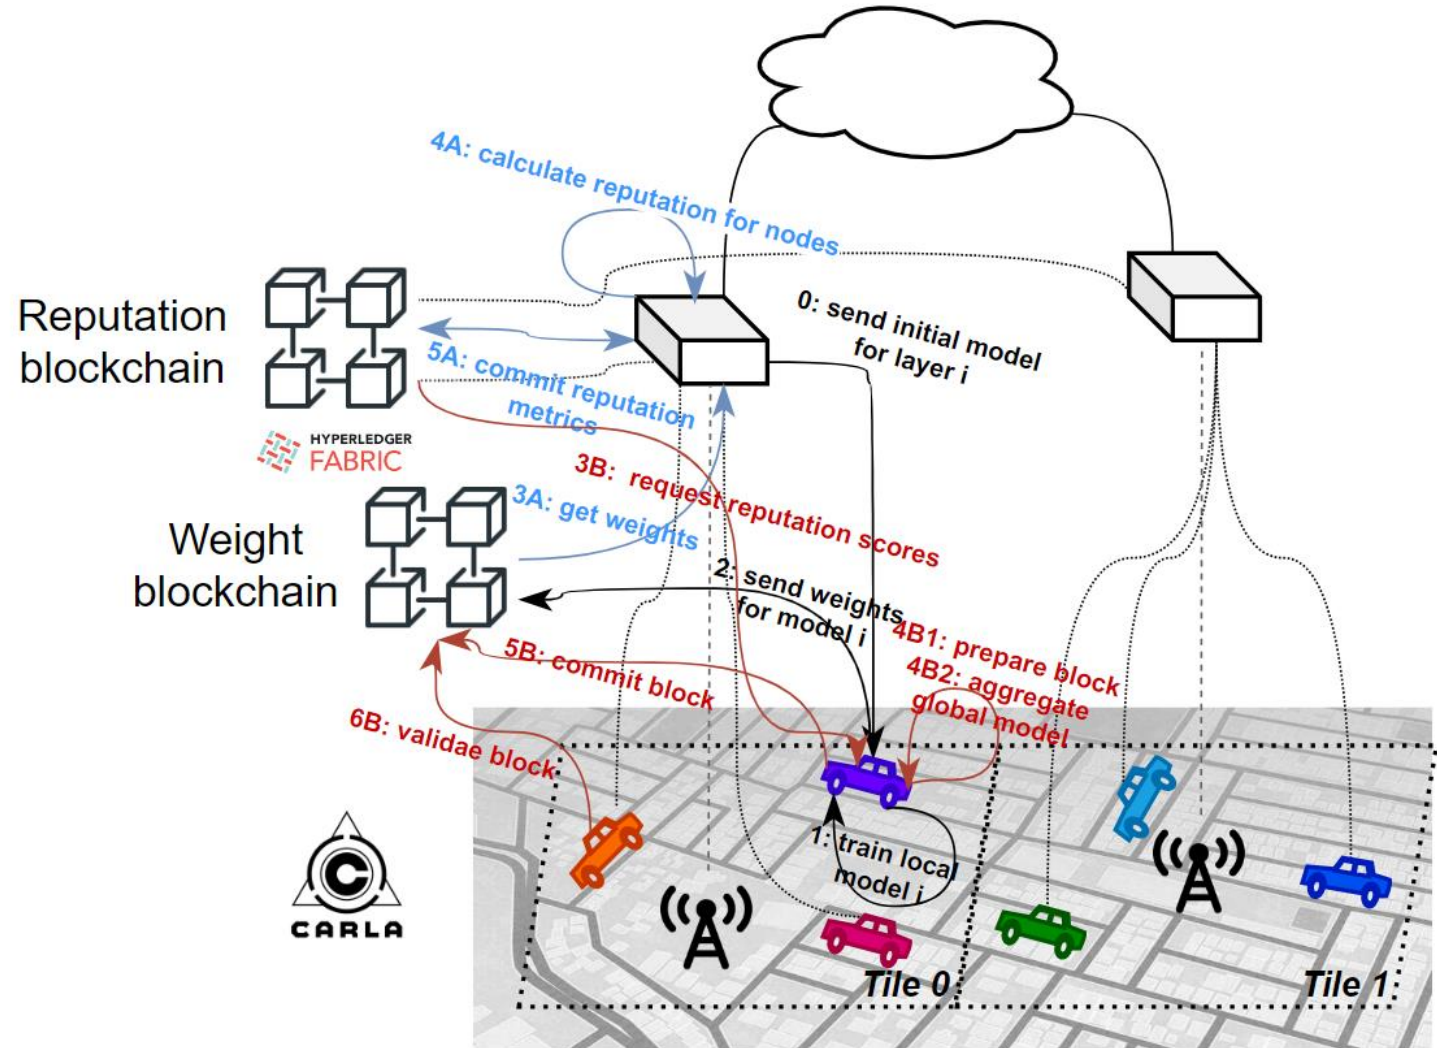 4A: calculate reputation for nodes
Reputation
blockchain
0: send initial model
for layer i
5A: commit reputation
metrics
HYPERLEDGER
FABRIC
3B: request reputation scores
3A: get weights
Weight
blockchain
2: send weights
for model i
4B1: prepare block
4B2: aggregate
global model
5B: commit block
6B: validae block
1: train local
model i
CARLA
Tile 0
Tile 1